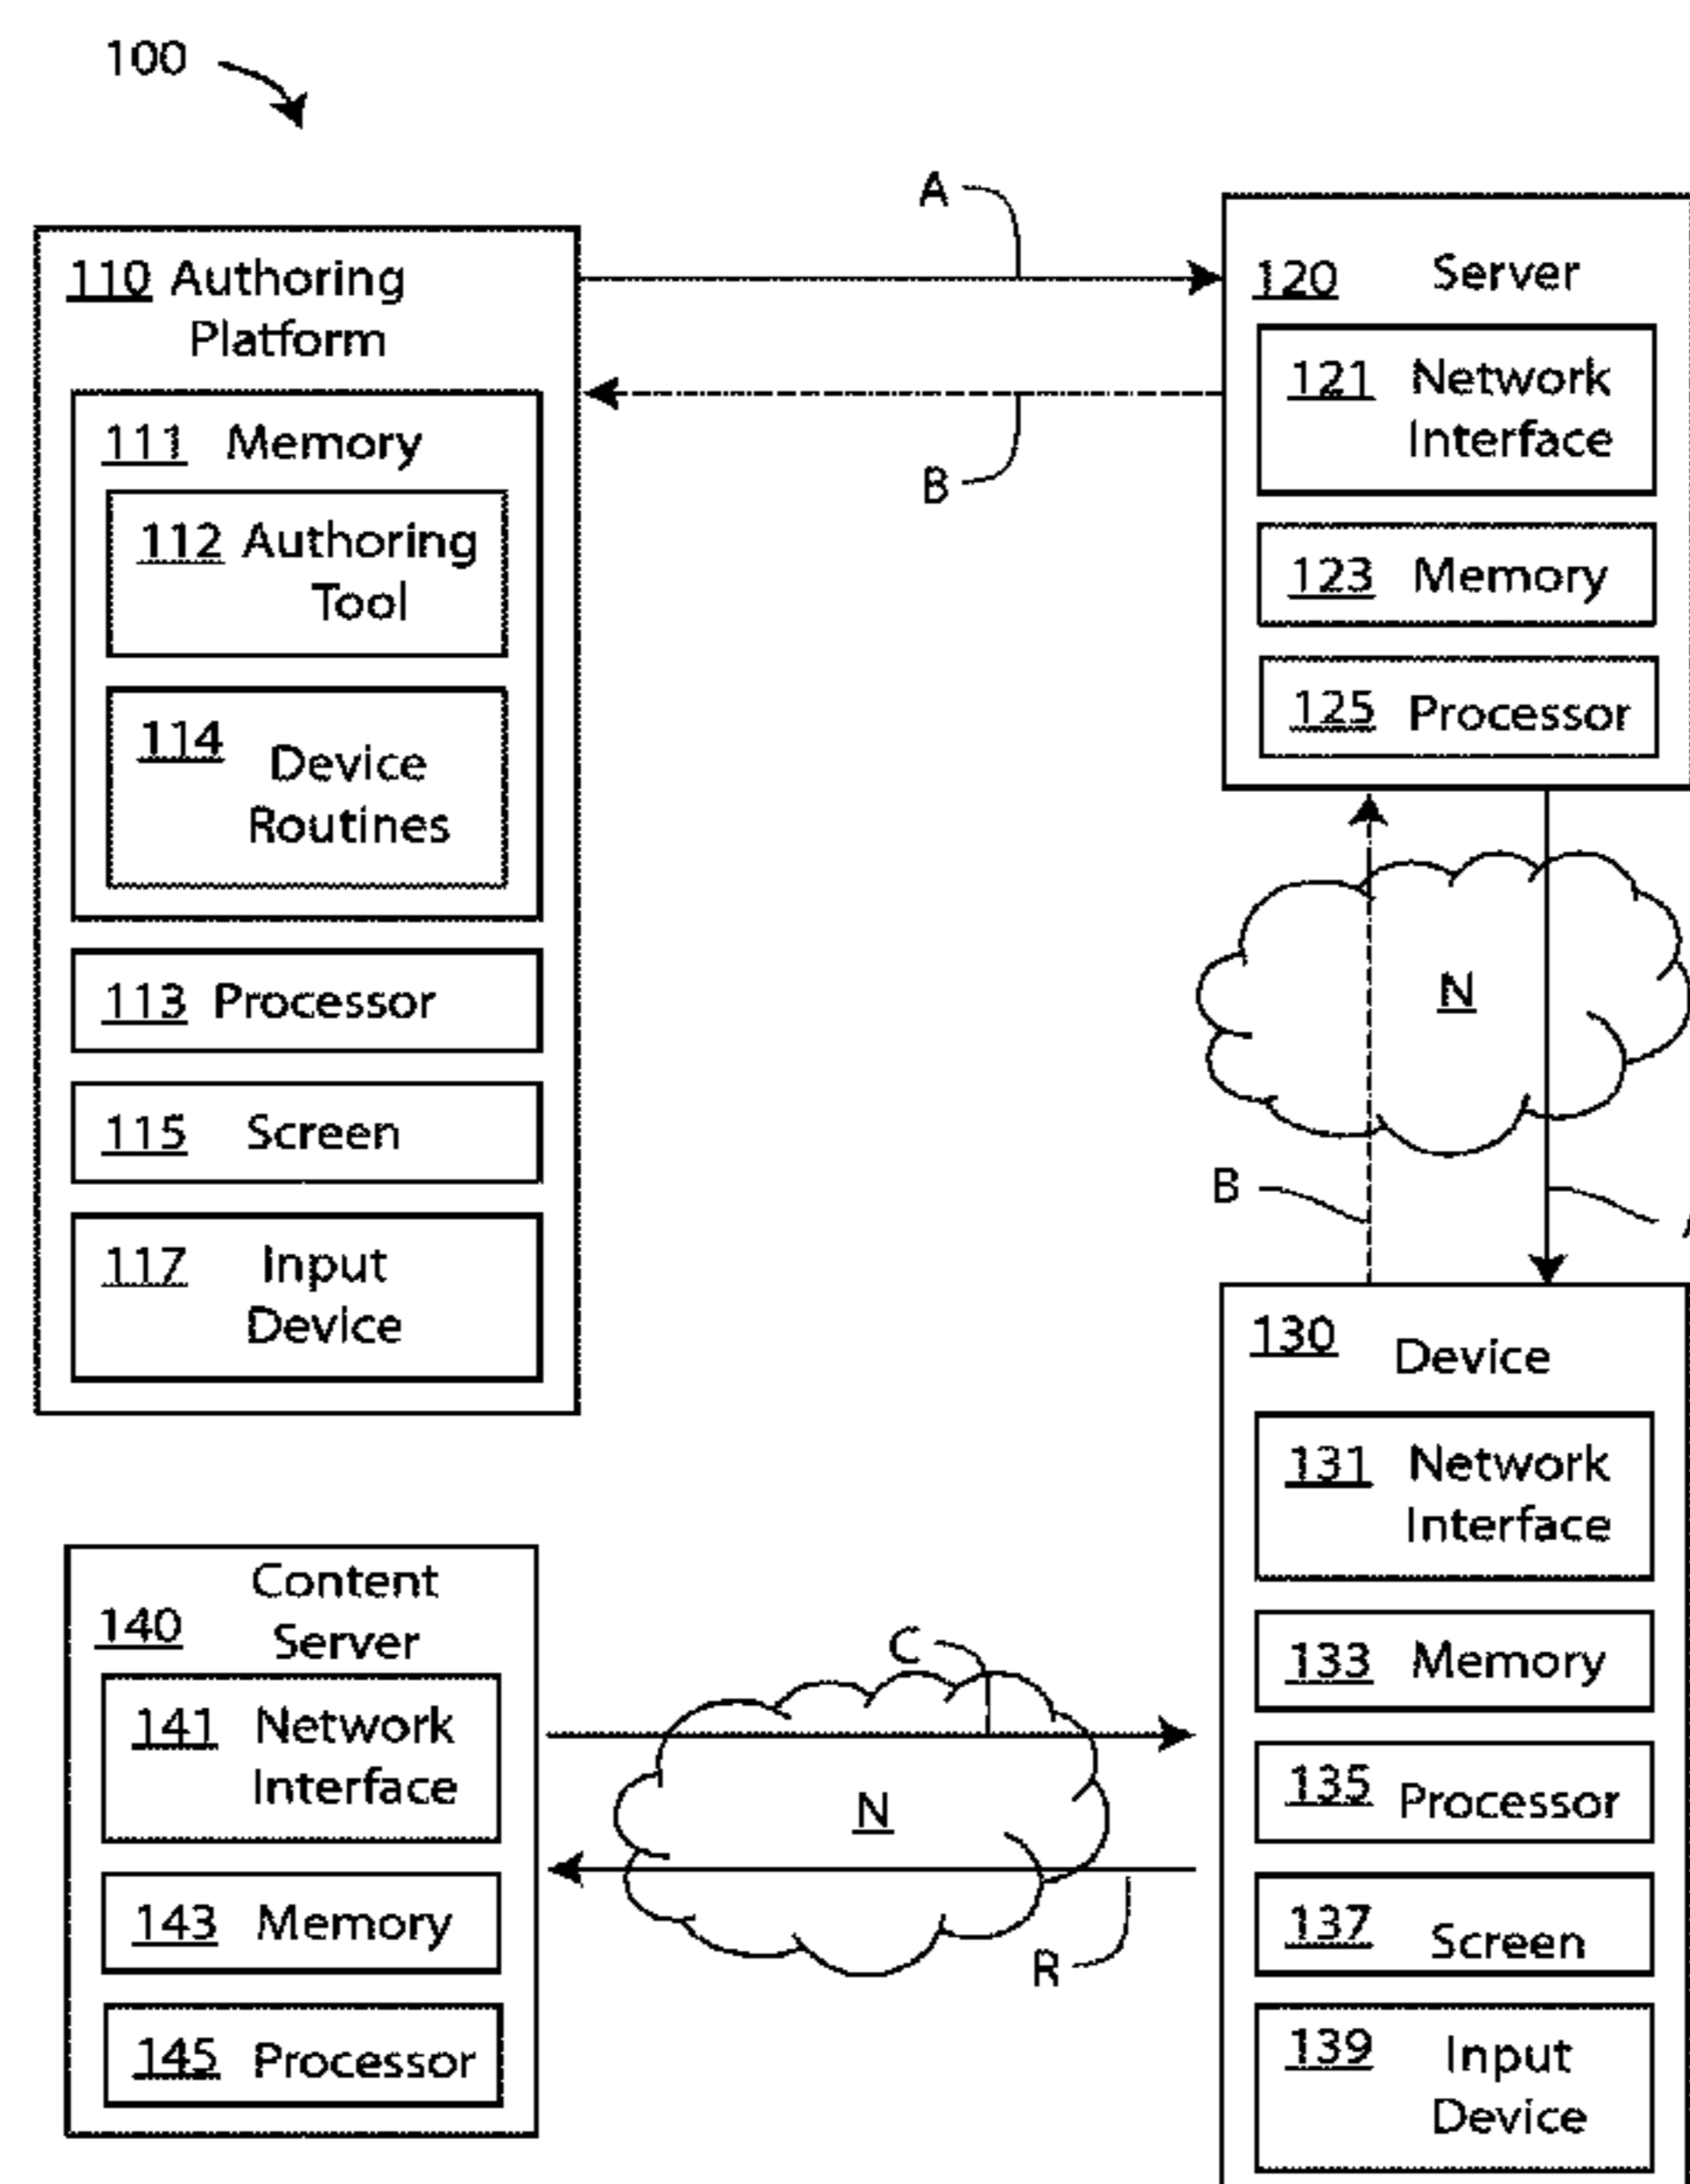 100
A
110 Authoring
Platform
111 Memory
112 Authoring
Tool
114 Device
Routines
113 Processor
115 Screen
117 Input
Device
B
120 Server
121 Network
Interface
123 Memory
125 Processor
N
B
130 Device
131 Network
Interface
133 Memory
135 Processor
137 Screen
139 Input
Device
Content
140 Server
141 Network
Interface
143 Memory
145 Processor
C
N
R